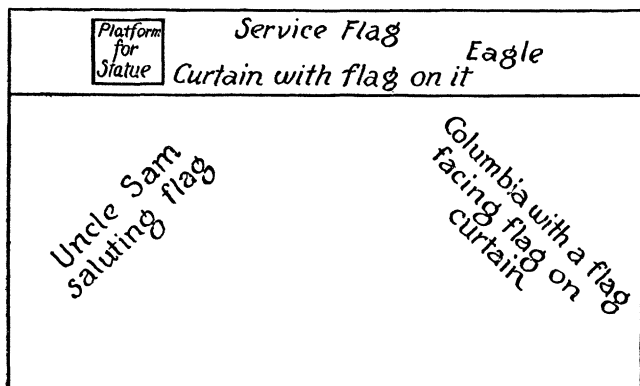 Platform
for
Statue
Service Flag
Eagle
Curtain with flag on it
Uncle Sam
saluting flag
Columbia with a flag
facing flag on
curtain